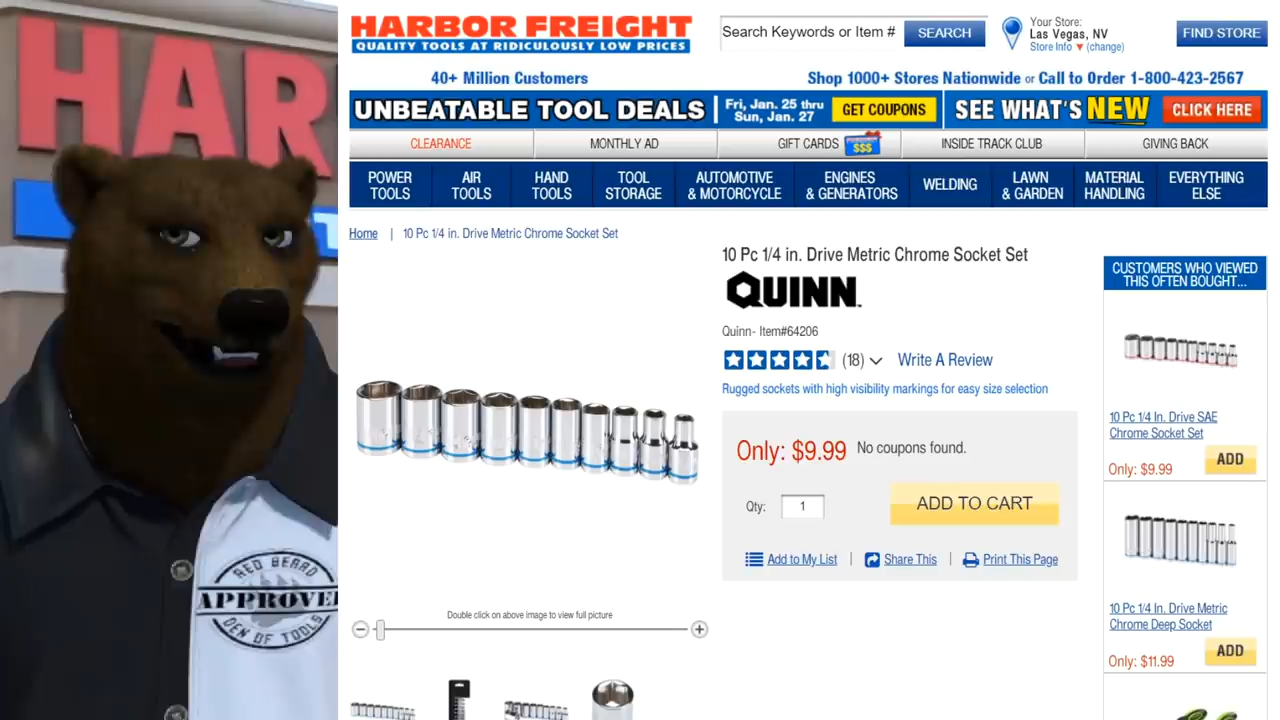 HAR
RED BEARD
APPROVE
DEN OF TOOLS
HARBOR FREIGHT
QUALITY TOOLS AT RIDICULOUSLY LOW PRICES
Search Keywords or Item #
SEARCH
Your Store:
Las Vegas, NV
Store Info ▼ (change)
FIND STORE
40+ Million Customers
Shop 1000+ Stores Nationwide or Call to Order 1-800-423-2567
UNBEATABLE TOOL DEALS
Fri, Jan. 25 thru
Sun, Jan. 27
GET COUPONS
SEE WHAT'S NEW
CLICK HERE
CLEARANCE
MONTHLY AD
GIFT CARDS
$$$
INSIDE TRACK CLUB
GIVING BACK
POWER
TOOLS
AIR
TOOLS
HAND
TOOLS
TOOL
STORAGE
AUTOMOTIVE
& MOTORCYCLE
ENGINES
& GENERATORS
WELDING
LAWN
& GARDEN
MATERIAL
HANDLING
EVERYTHING
ELSE
Home | 10 Pc 1/4 in. Drive Metric Chrome Socket Set
10 Pc 1/4 in. Drive Metric Chrome Socket Set
QUINN™
Quinn- Item#64206
(18)
Write A Review
Rugged sockets with high visibility markings for easy size selection
Only: $9.99
No coupons found.
Qty:
1
ADD TO CART
Add to My List
Share This
Print This Page
Double click on above image to view full picture
CUSTOMERS WHO VIEWED
THIS OFTEN BOUGHT...
10 Pc 1/4 In. Drive SAE
Chrome Socket Set
Only: $9.99
ADD
10 Pc 1/4 In. Drive Metric
Chrome Deep Socket
Only: $11.99
ADD